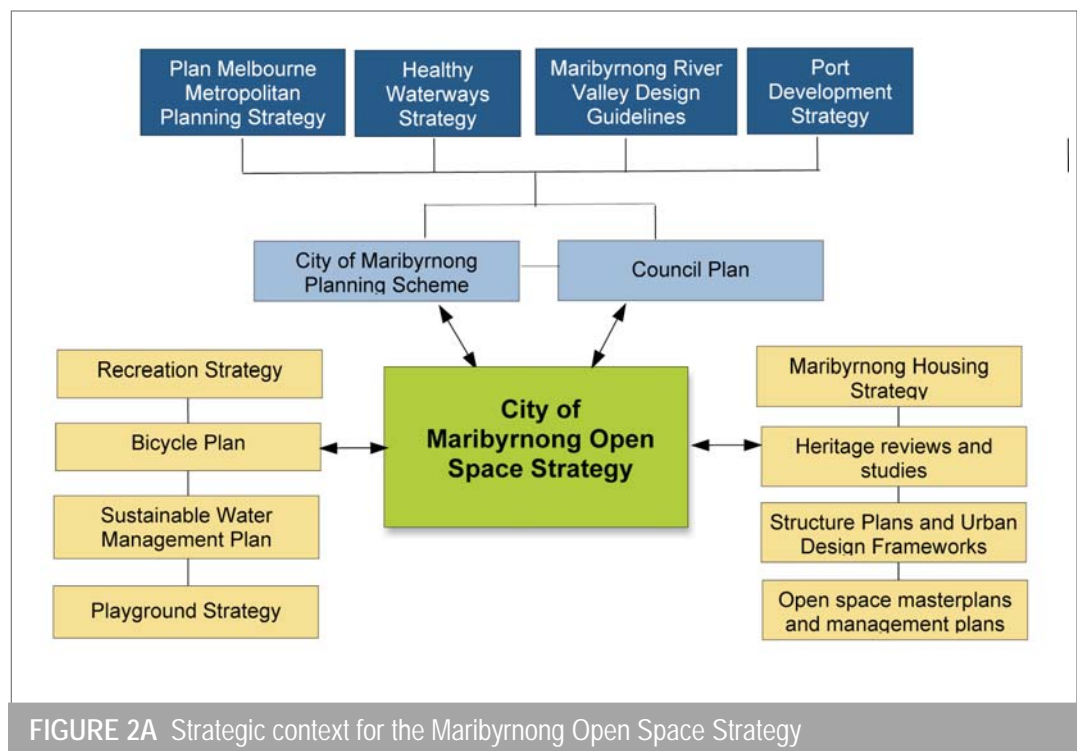 Plan Melbourne
Metropolitan
Planning Strategy
Healthy
Waterways
Strategy
Maribyrnong River
Valley Design
Guidelines
Port
Development
Strategy
City of Maribyrnong
Planning Scheme
Council Plan
Recreation Strategy
Bicycle Plan
Sustainable Water
Management Plan
Playground Strategy
City of
Maribyrnong Open
Space Strategy
Maribyrnong Housing
Strategy
Heritage reviews and
studies
Structure Plans and Urban
Design Frameworks
Open space masterplans
and management plans
FIGURE 2A Strategic context for the Maribyrnong Open Space Strategy